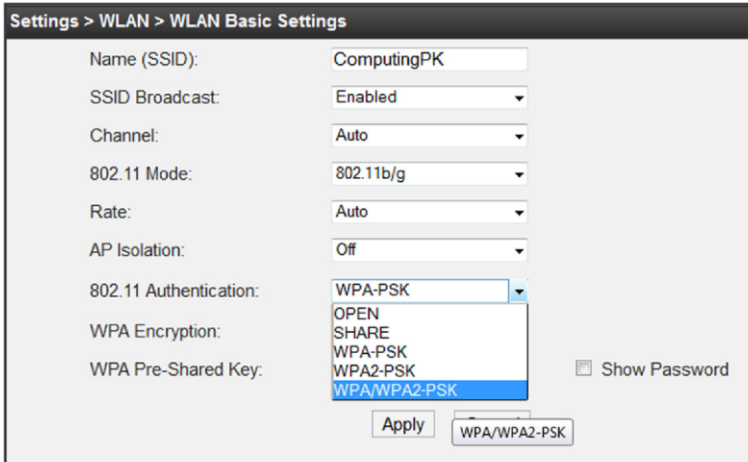 Settings > WLAN > WLAN Basic Settings
Name (SSID): ComputingPK
SSID Broadcast: Enabled
Channel: Auto
802.11 Mode: 802.11b/g
Rate: Auto
AP Isolation: Off
802.11 Authentication: WPA-PSK
OPEN
WPA Encryption: SHARE
WPA-PSK
WPA Pre-Shared Key: WPA2-PSK Show Password
WPA/WPA2-PSK
Apply
WPA/WPA2-PSK